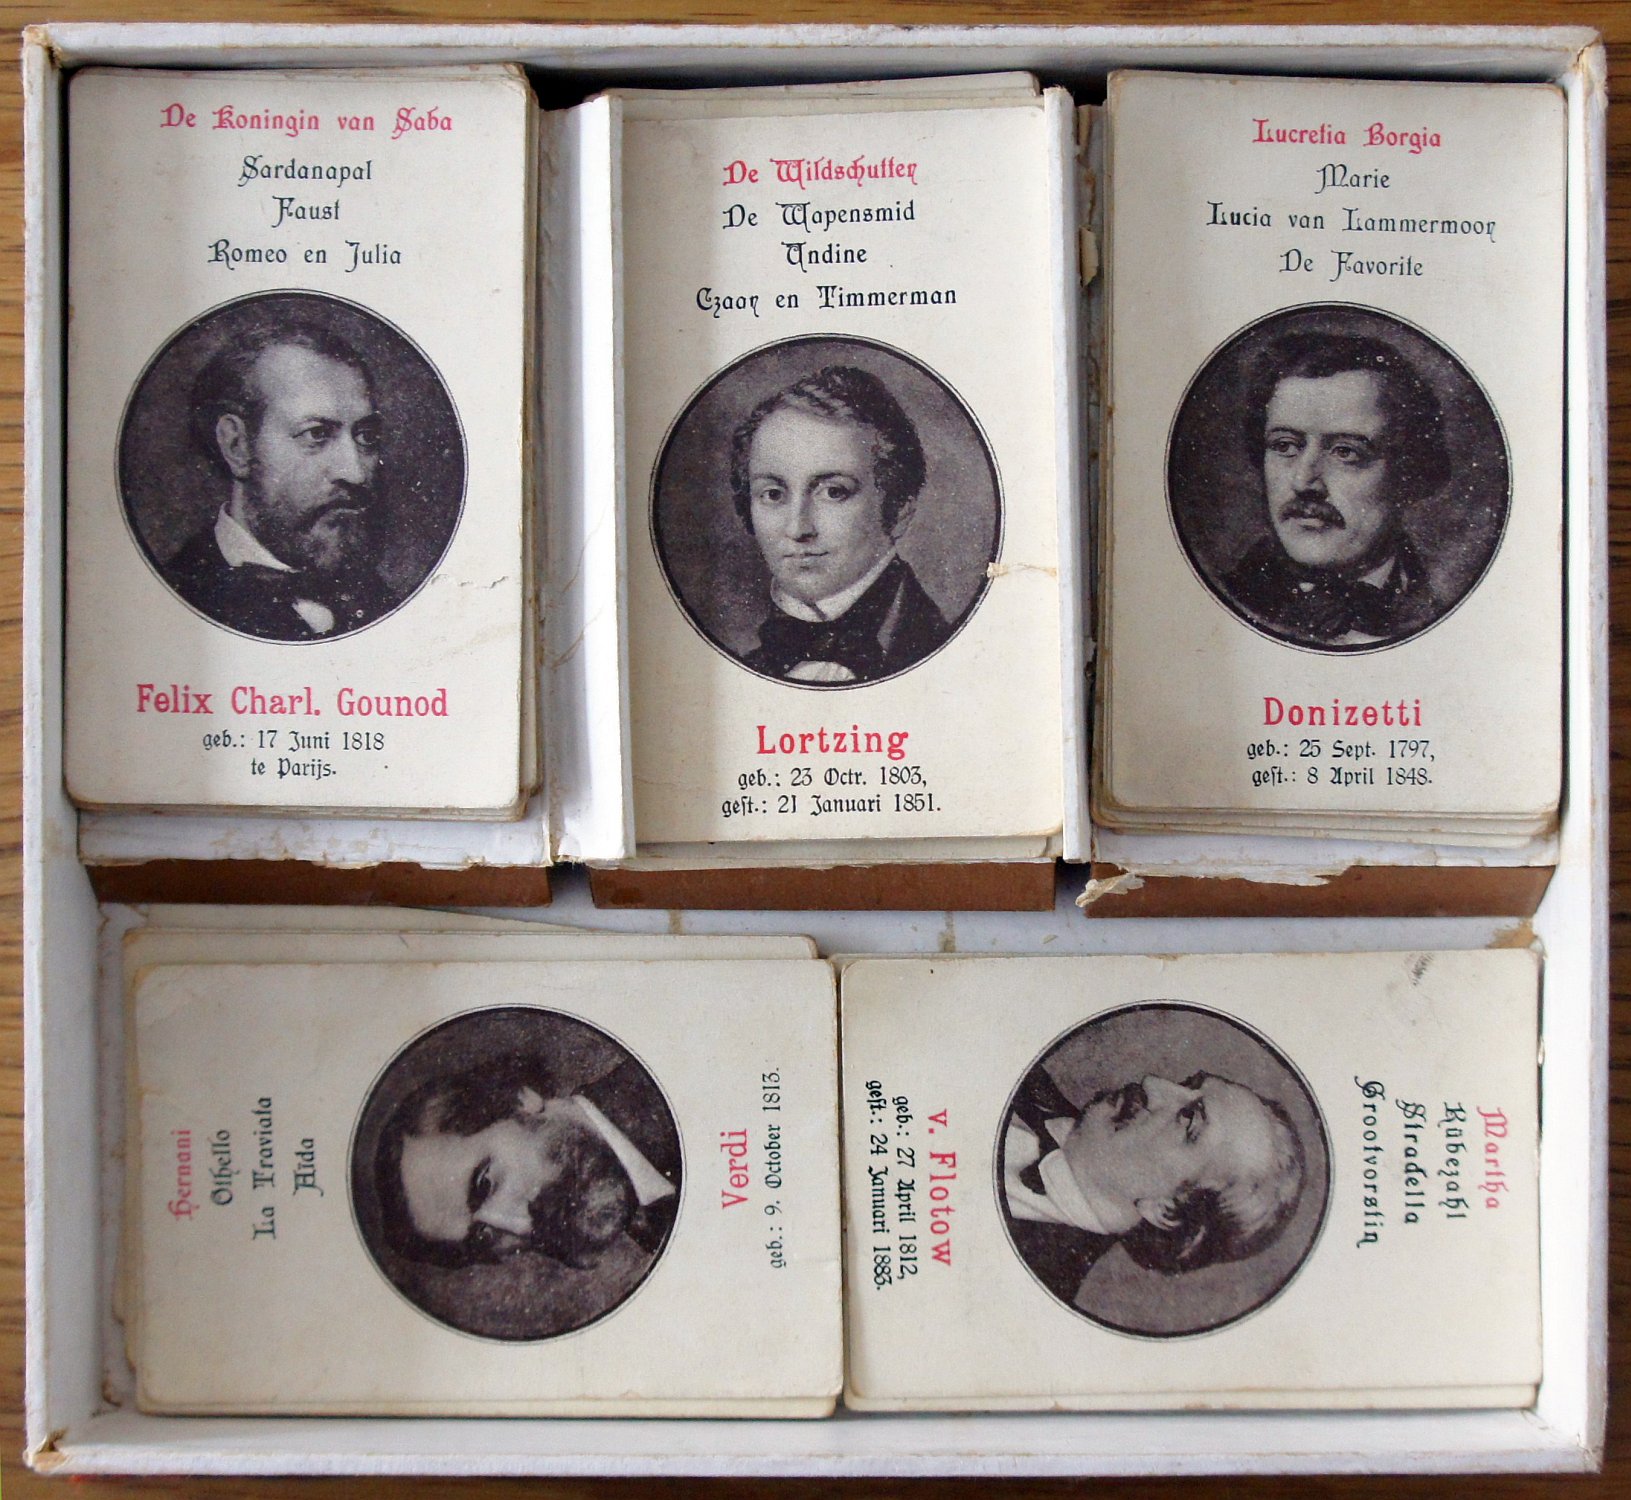 De Koningin van Saba
Sardanapal
Faust
Romeo en Julia
Felix Charl. Gounod
geb.: 17 Juni 1818
te Parijs.
De Wildschutter
De Wapensmid
Undine
Czaar en Timmerman
Lortzing
geb.: 23 Octr. 1803,
gest.: 21 Januari 1851.
Lucretia Borgia
Marie
Lucia van Lammermoor
De Favorite
Donizetti
geb.: 25 Sept. 1797,
gest.: 8 April 1848.
Hernani
Othello
La Traviata
Aïda
Verdi
geb.: 9. October 1813.
Martha
Rübezahl
Stradella
Grootvorstin
v. Flotow
geb.: 27 April 1812,
gest.: 24 Januari 1883.